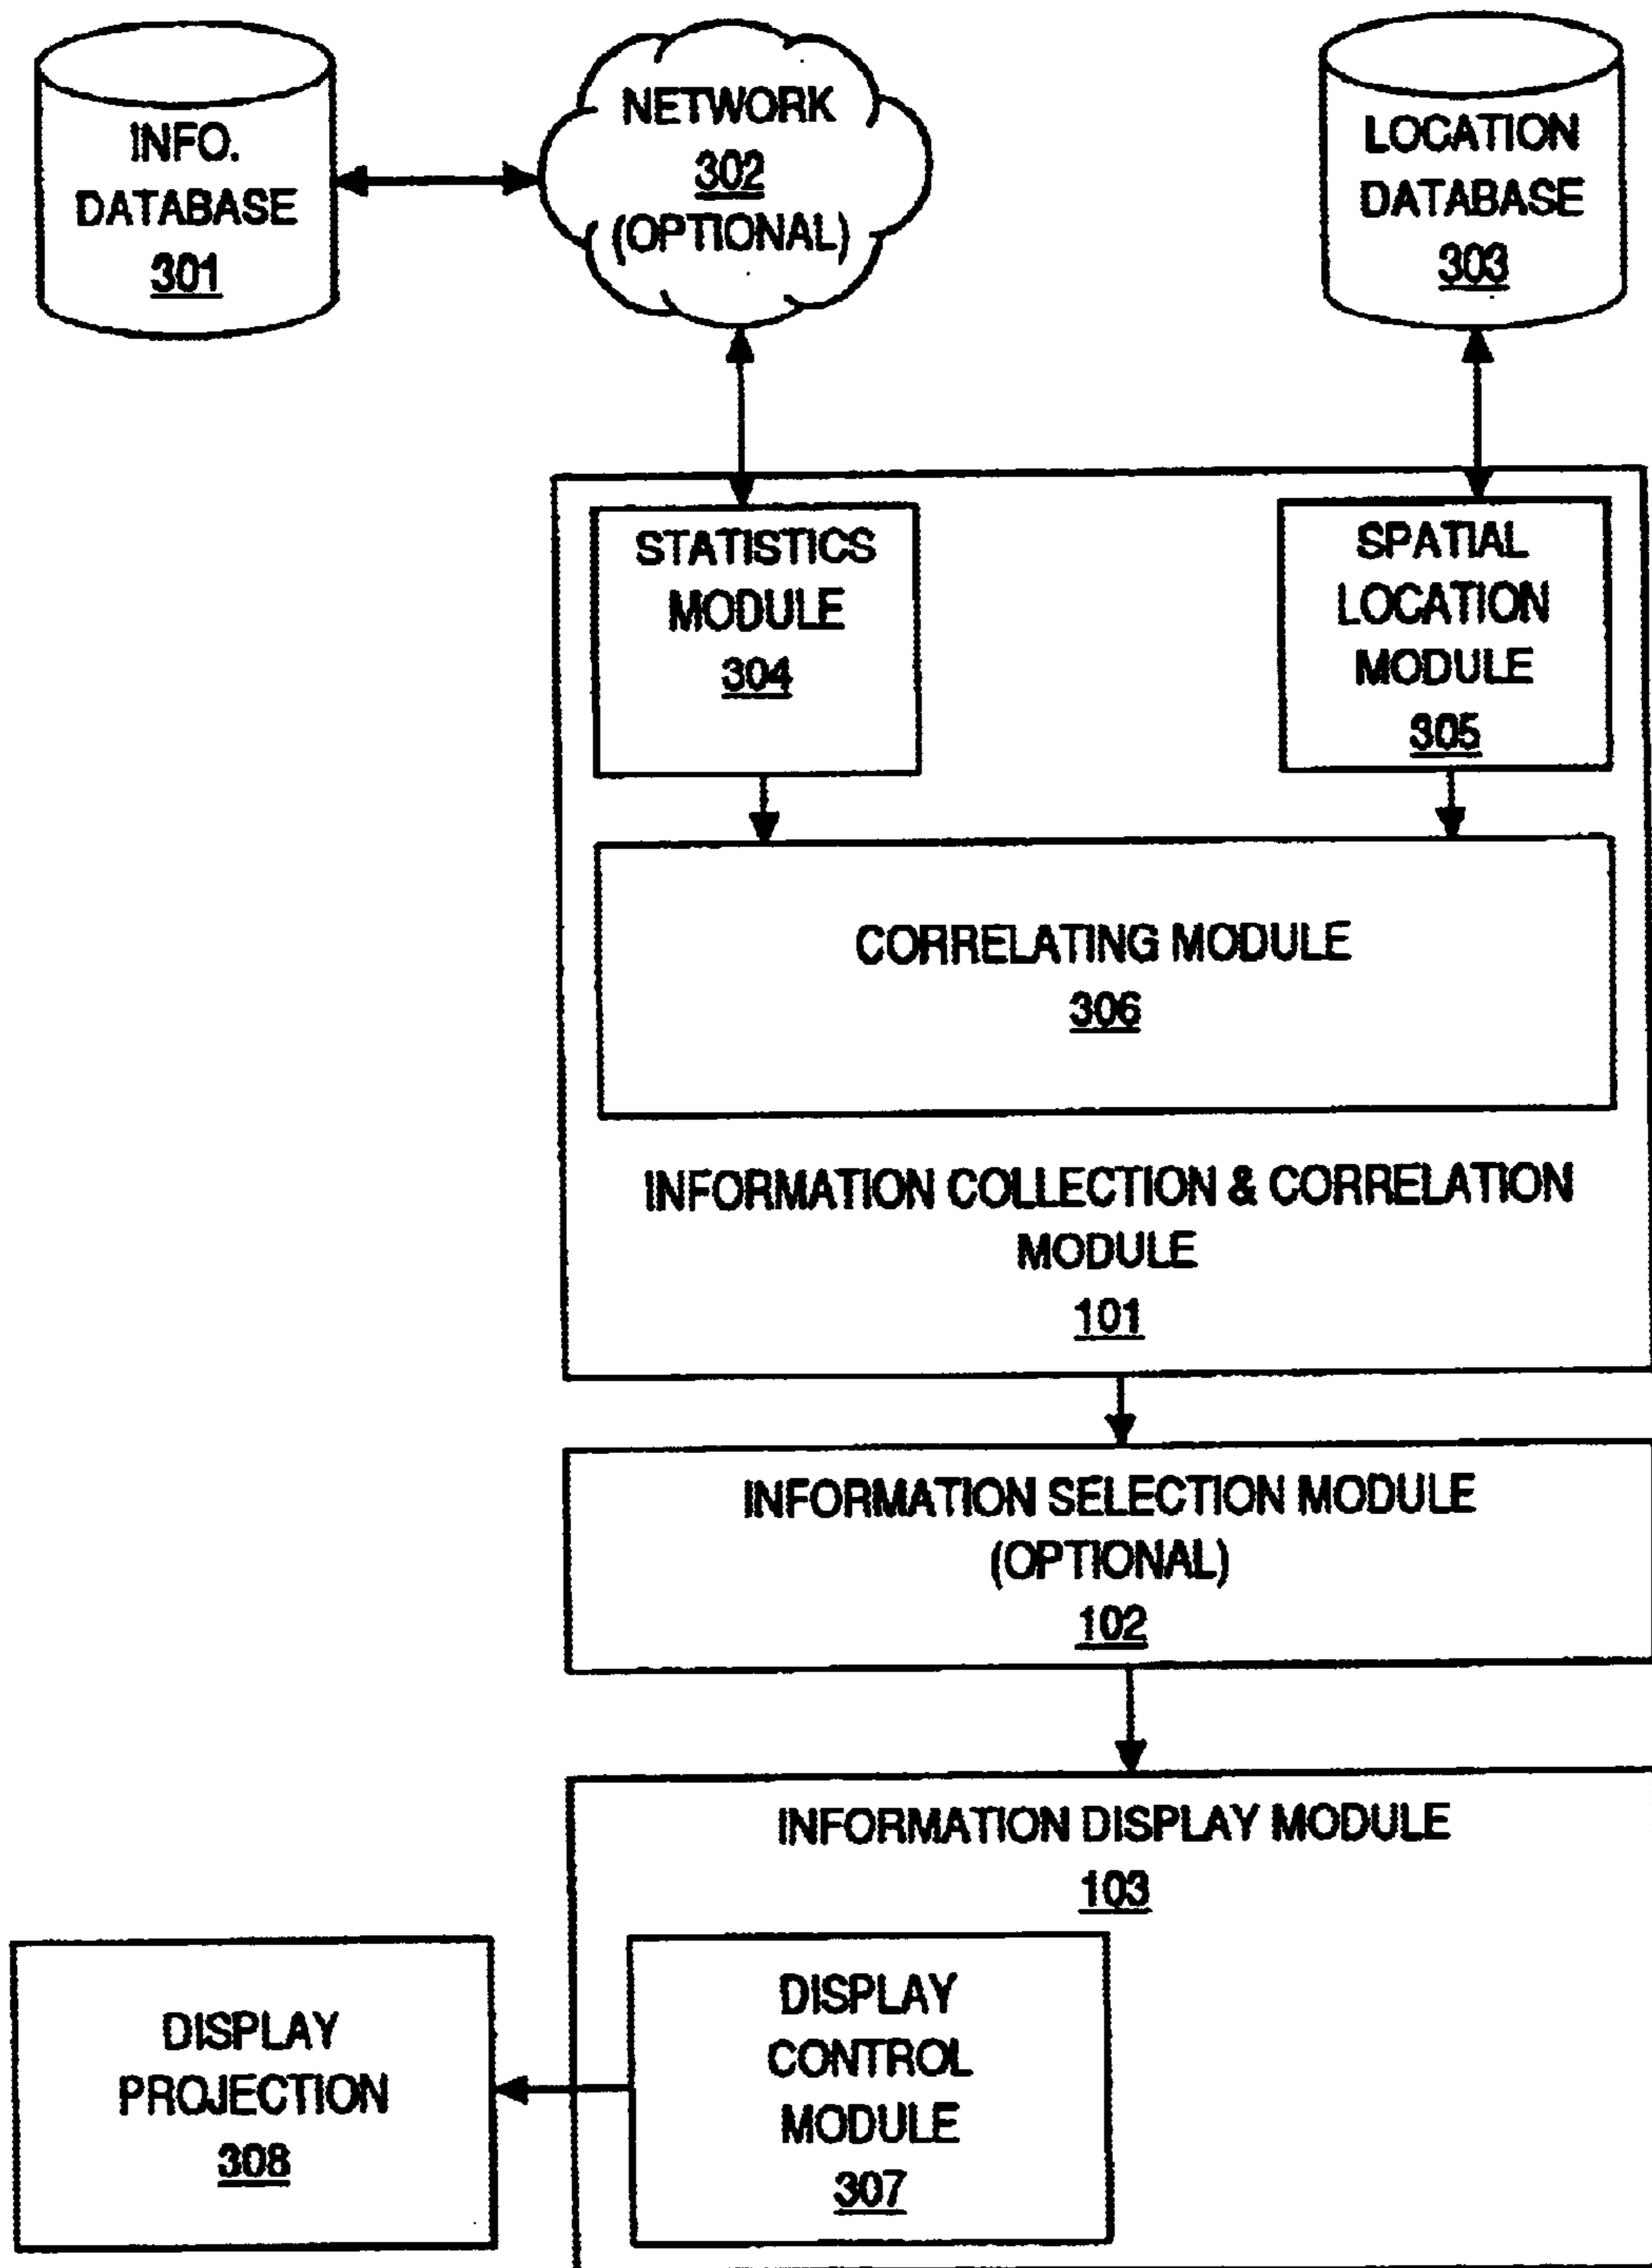 INFO.
DATABASE
301
NETWORK
302
(OPTIONAL)
LOCATION
DATABASE
303
STATISTICS
MODULE
304
SPATIAL
LOCATION
MODULE
305
CORRELATING MODULE
306
INFORMATION COLLECTION & CORRELATION
MODULE
101
INFORMATION SELECTION MODULE
(OPTIONAL)
102
INFORMATION DISPLAY MODULE
103
DISPLAY
PROJECTION
308
DISPLAY
CONTROL
MODULE
307